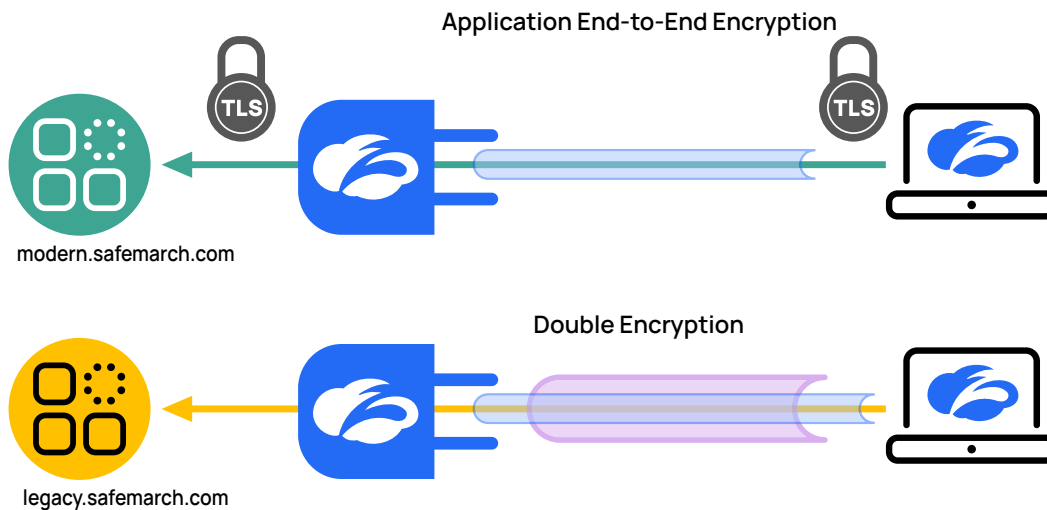 Application End-to-End Encryption
TLS
TLS
modern.safemarch.com
Double Encryption
legacy.safemarch.com